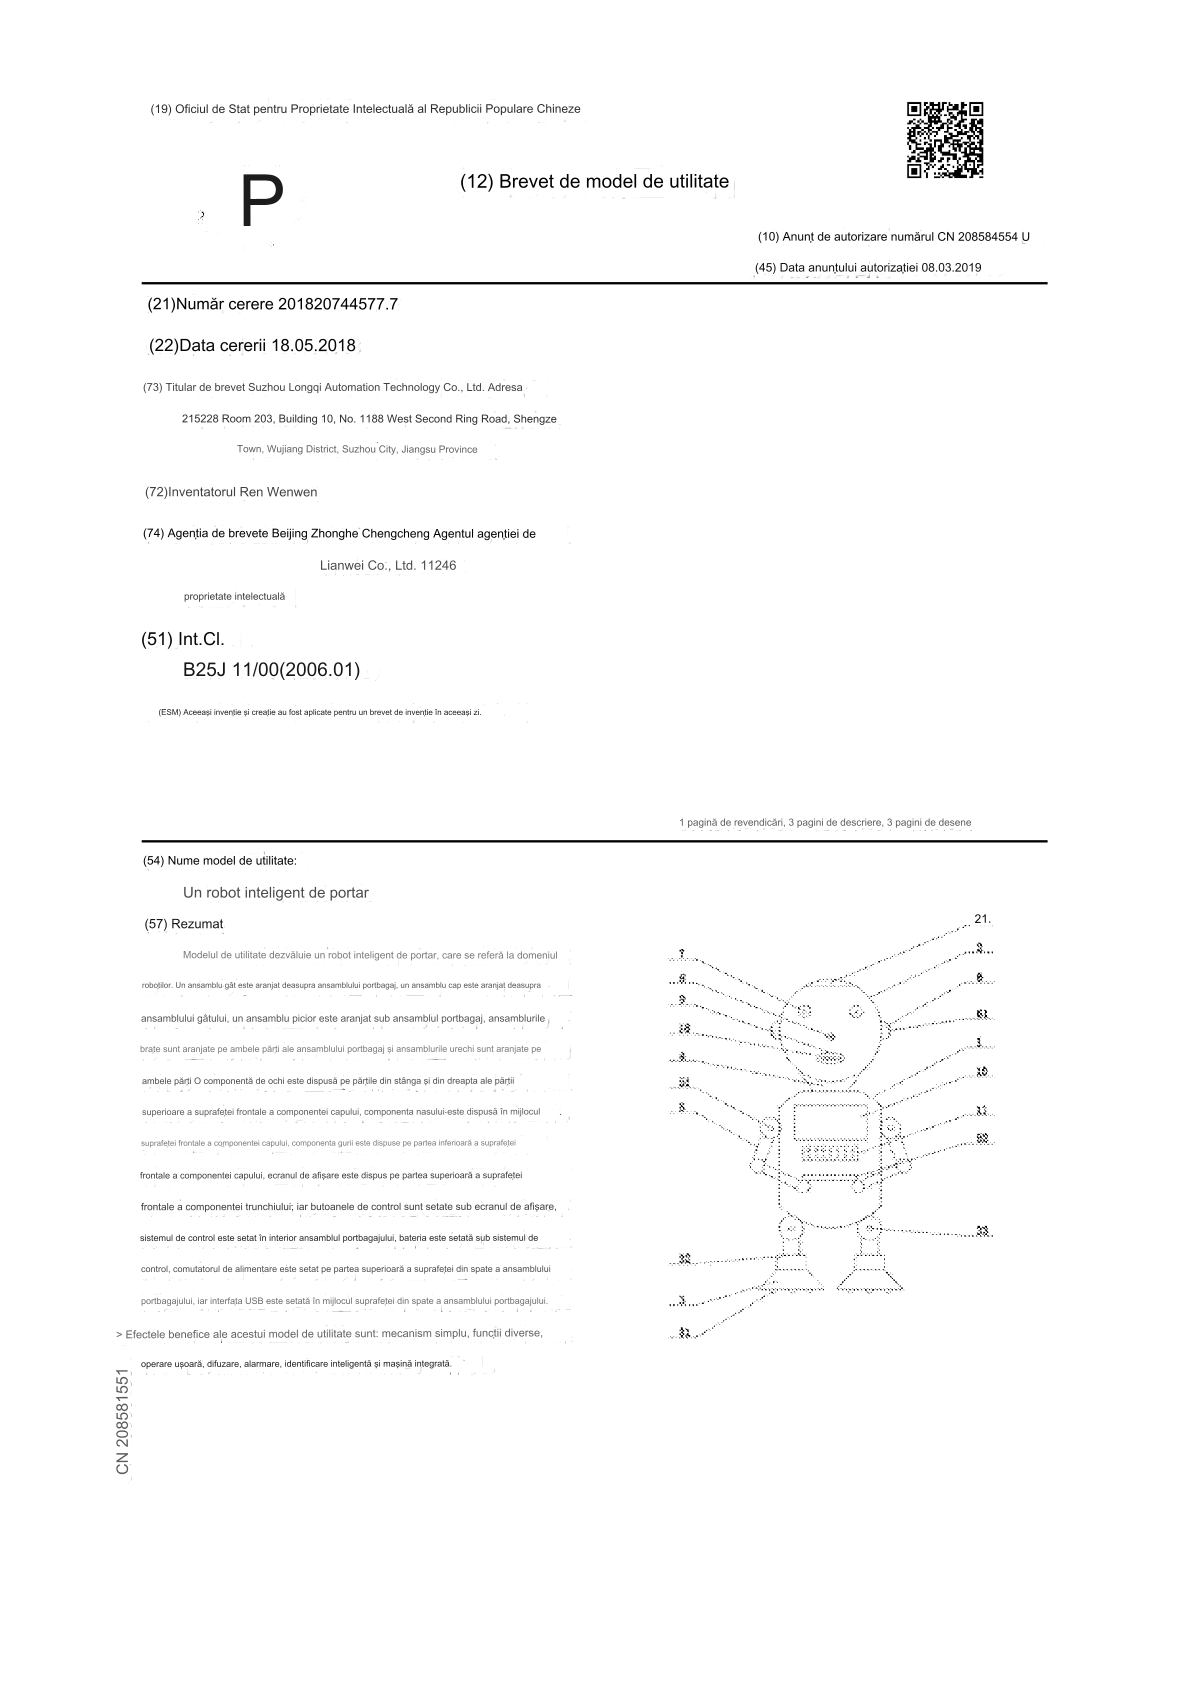 (19) Oficiul de Stat pentru Proprietate Intelectuală al Republicii Populare Chineze
P
(12) Brevet de model de utilitate
(10) Anunț de autorizare numărul CN 208584554 U
(45) Data anunțului autorizației 08.03.2019
(21)Număr cerere 201820744577.7
(22)Data cererii 18.05.2018
(73) Titular de brevet Suzhou Longqi Automation Technology Co., Ltd. Adresa
215228 Room 203, Building 10, No. 1188 West Second Ring Road, Shengze
Town, Wujiang District, Suzhou City, Jiangsu Province
(72)Inventatorul Ren Wenwen
(74) Agenția de brevete Beijing Zhonghe Chengcheng Agentul agenției de
Lianwei Co., Ltd. 11246
proprietate intelectuală
(51) Int.Cl.
B25J 11/00(2006.01)
(ESM) Aceeași invenție și creație au fost aplicate pentru un brevet de invenție în aceeași zi.
1 pagină de revendicări, 3 pagini de descriere, 3 pagini de desene
(54) Nume model de utilitate:
Un robot inteligent de portar
(57) Rezumat
Modelul de utilitate dezvăluie un robot inteligent de portar, care se referă la domeniul
roboților. Un ansamblu gât este aranjat deasupra ansamblului portbagaj, un ansamblu cap este aranjat deasupra
ansamblului gâtului, un ansamblu picior este aranjat sub ansamblul portbagaj, ansamblurile
brațe sunt aranjate pe ambele părți ale ansamblului portbagaj și ansamblurile urechi sunt aranjate pe
ambele părți O componentă de ochi este dispusă pe părțile din stânga și din dreapta ale părții
superioare a suprafeței frontale a componentei capului, componenta nasului este dispusă în mijlocul
suprafeței frontale a componentei capului, componenta gurii este dispuse pe partea inferioară a suprafeței
frontale a componentei capului, ecranul de afișare este dispus pe partea superioară a suprafeței
frontale a componentei trunchiului; iar butoanele de control sunt setate sub ecranul de afișare,
sistemul de control este setat în interior ansamblul portbagajului, bateria este setată sub sistemul de
control, comutatorul de alimentare este setat pe partea superioară a suprafeței din spate a ansamblului
portbagajului, iar interfața USB este setată în mijlocul suprafeței din spate a ansamblului portbagajului.
> Efectele benefice ale acestui model de utilitate sunt: mecanism simplu, funcții diverse,
operare ușoară, difuzare, alarmare, identificare inteligentă și mașină integrată.
CN 208581551
21.
7
9
4
5
3
1
10
11